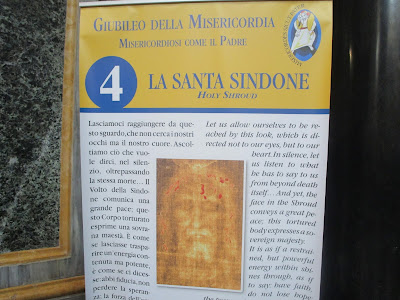 GIUBILEO DELLA MISERICORDIA
MISERICORDIOSI COME IL PADRE
4
LA SANTA SINDONE
HOLY SHROUD
Lasciamoci raggiungere da que-
sto sguardo, che non cerca i nostri
occhi ma il nostro cuore. Ascol-
tiamo ciò che vuo-
le dirci, nel silen-
zio, oltrepassando
la stessa morte... Il
Volto della Sindo-
ne comunica una
grande pace; que-
sto Corpo torturato
esprime una sovra-
na maestà. È come
se lasciasse traspa-
rire un'energia con-
tenuta ma potente,
è come se ci dices-
se: abbi fiducia, non
perdere la speran-
za; la forza dell'a-
Let us allow ourselves to be re-
ached by this look, which is di-
rected not to our eyes, but to our
heart. In silence, let
us listen to what
he has to say to us
from beyond death
itself... And yet, the
face in the Shroud
conveys a great pe-
ace; this tortured
body expresses a so-
vereign majesty.
It is as if a restrai-
ned, but powerful
energy within shi-
nes through, as if
to say: have faith,
do not lose hope;